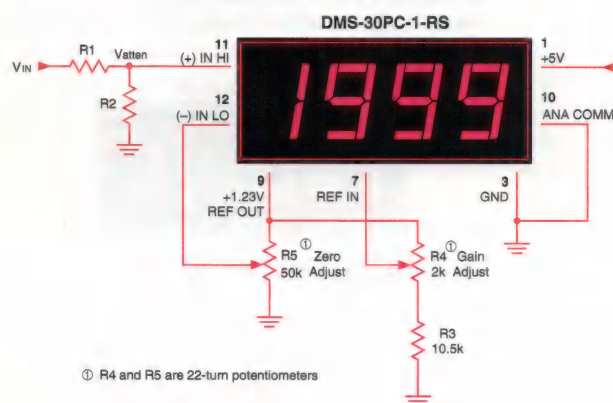 DMS-30PC-1-RS
R1
VIN
Vatten
11
(+) IN HI
1
+5V
R2
12
(–) IN LO
1999
10
ANA COMM
9
+1.23V
REF OUT
7
REF IN
3
GND
R5 ① Zero
50k Adjust
R4 ① Gain
2k Adjust
R3
10.5k
① R4 and R5 are 22-turn potentiometers